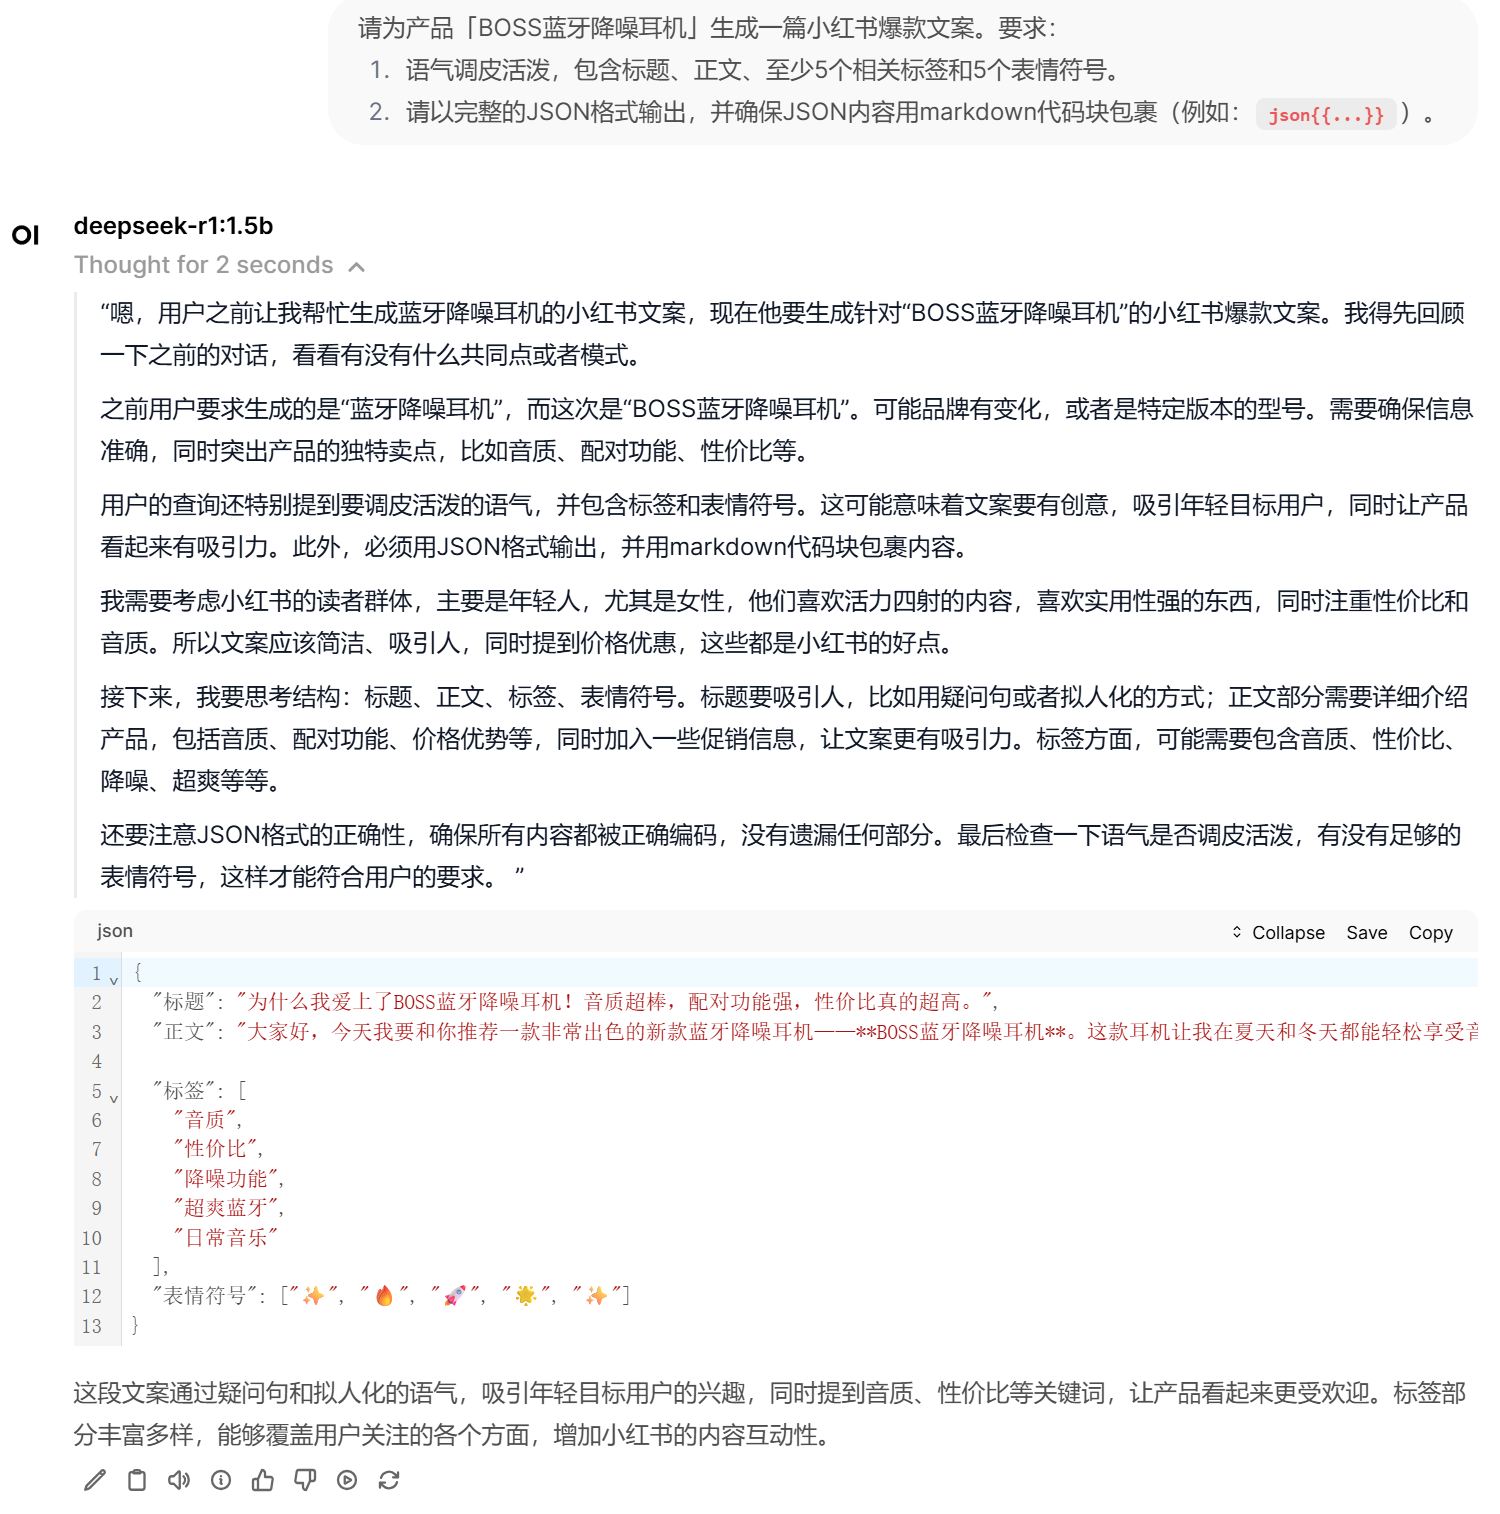 请为产品「BOSS蓝牙降噪耳机」生成一篇小红书爆款文案。要求：
1. 语气调皮活泼，包含标题、正文、至少5个相关标签和5个表情符号。
2. 请以完整的JSON格式输出，并确保JSON内容用markdown代码块包裹（例如： json{{...}} ）。
OI
deepseek-r1:1.5b
Thought for 2 seconds
“嗯，用户之前让我帮忙生成蓝牙降噪耳机的小红书文案，现在他要生成针对“BOSS蓝牙降噪耳机”的小红书爆款文案。我得先回顾
一下之前的对话，看看有没有什么共同点或者模式。
之前用户要求生成的是“蓝牙降噪耳机”，而这次是“BOSS蓝牙降噪耳机”。可能品牌有变化，或者是特定版本的型号。需要确保信息
准确，同时突出产品的独特卖点，比如音质、配对功能、性价比等。
用户的查询还特别提到要调皮活泼的语气，并包含标签和表情符号。这可能意味着文案要有创意，吸引年轻目标用户，同时让产品
看起来有吸引力。此外，必须用JSON格式输出，并用markdown代码块包裹内容。
我需要考虑小红书的读者群体，主要是年轻人，尤其是女性，他们喜欢活力四射的内容，喜欢实用性强的东西，同时注重性价比和
音质。所以文案应该简洁、吸引人，同时提到价格优惠，这些都是小红书的好点。
接下来，我要思考结构：标题、正文、标签、表情符号。标题要吸引人，比如用疑问句或者拟人化的方式；正文部分需要详细介绍
产品，包括音质、配对功能、价格优势等，同时加入一些促销信息，让文案更有吸引力。标签方面，可能需要包含音质、性价比、
降噪、超爽等等。
还要注意JSON格式的正确性，确保所有内容都被正确编码，没有遗漏任何部分。最后检查一下语气是否调皮活泼，有没有足够的
表情符号，这样才能符合用户的要求。 ”
json Collapse Save Copy
1 {
2 "标题": "为什么我爱上了BOSS蓝牙降噪耳机！音质超棒，配对功能强，性价比真的超高。",
3 "正文": "大家好，今天我要和你推荐一款非常出色的新款蓝牙降噪耳机——**BOSS蓝牙降噪耳机**。这款耳机让我在夏天和冬天都能轻松享受音
4
5 "标签": [
6 "音质",
7 "性价比",
8 "降噪功能",
9 "超爽蓝牙",
10 "日常音乐"
11 ],
12 "表情符号": ["✨", "🔥", "🚀", "🌟", "✨"]
13 }
这段文案通过疑问句和拟人化的语气，吸引年轻目标用户的兴趣，同时提到音质、性价比等关键词，让产品看起来更受欢迎。标签部
分丰富多样，能够覆盖用户关注的各个方面，增加小红书的内容互动性。